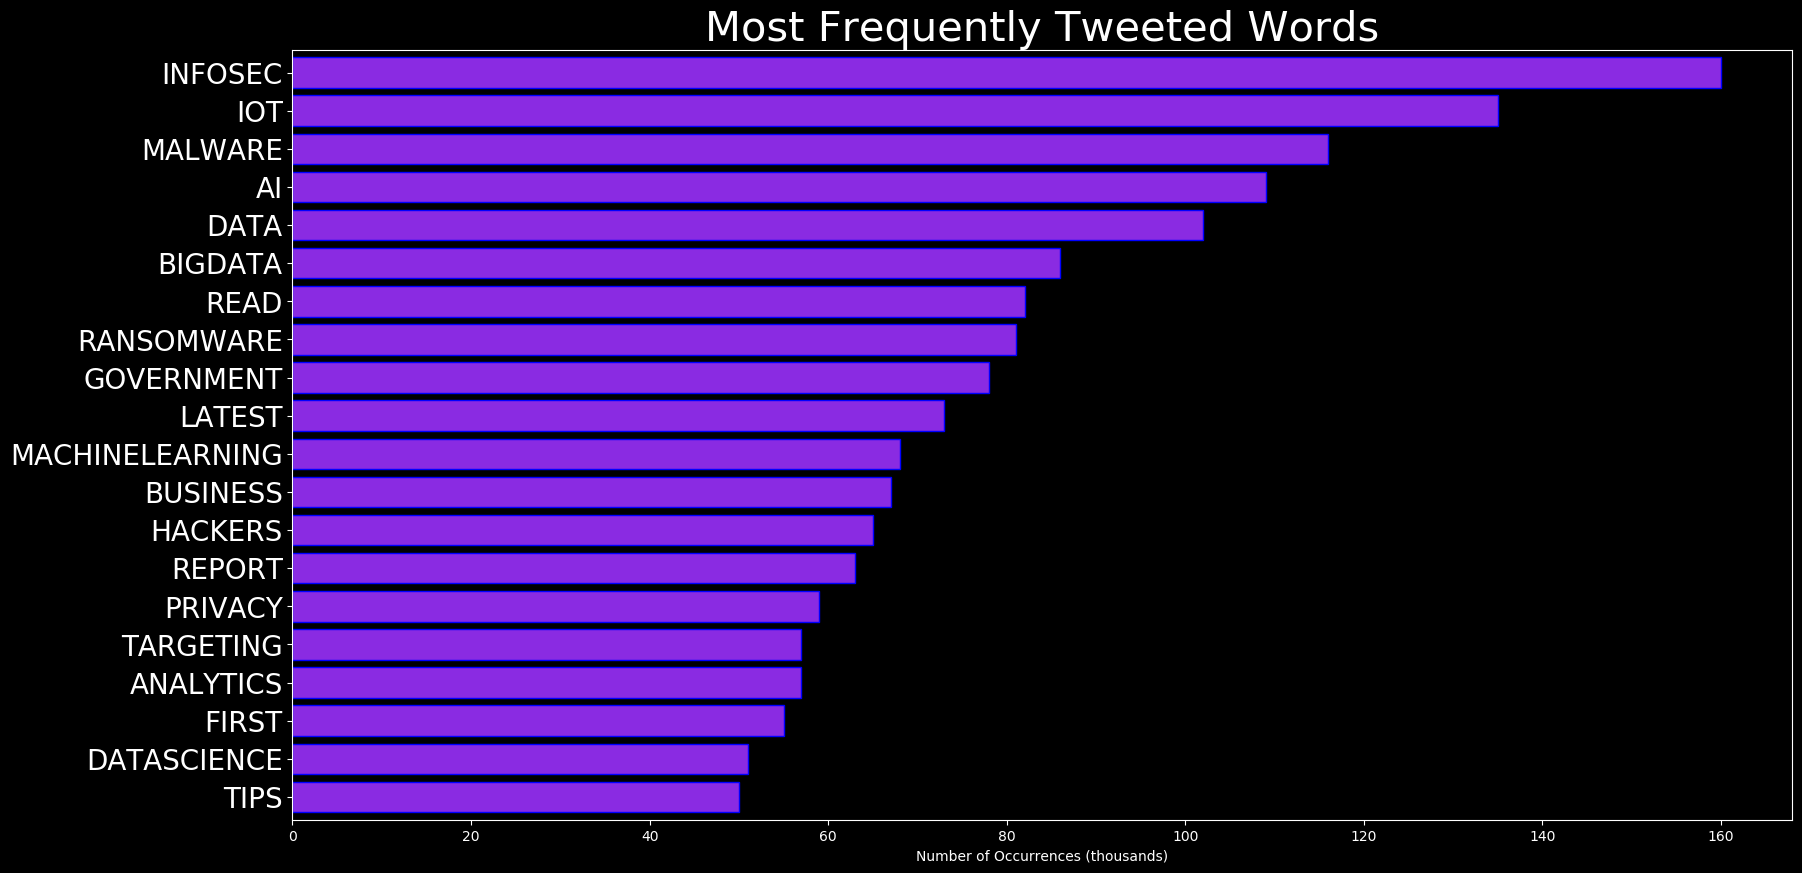 Most Frequently Tweeted Words
INFOSEC
IOT
MALWARE
AI
DATA
BIGDATA
READ
RANSOMWARE
GOVERNMENT
LATEST
MACHINELEARNING
BUSINESS
HACKERS
REPORT
PRIVACY
TARGETING
ANALYTICS
FIRST
DATASCIENCE
TIPS
0 20 40 60 80 100 120 140 160
Number of Occurrences (thousands)